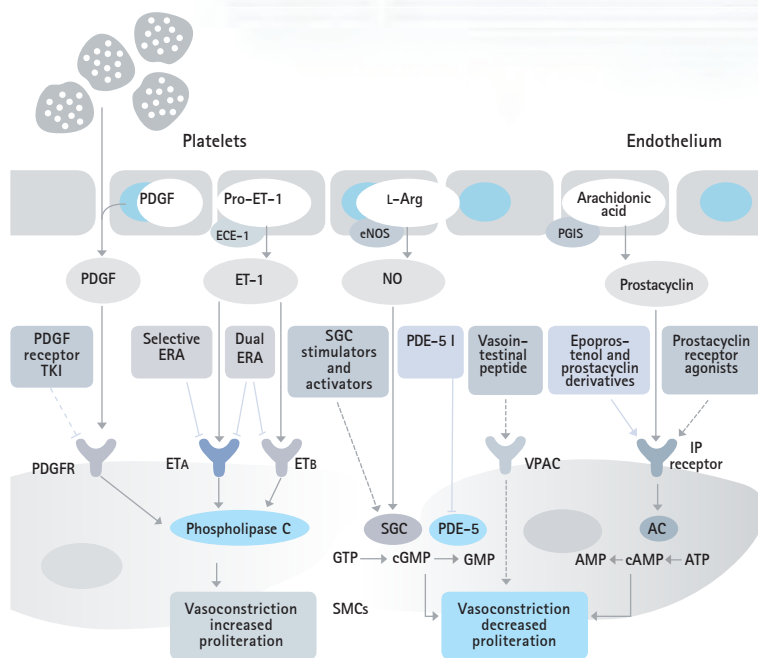 Platelets
Endothelium
PDGF
Pro-ET-1
L-Arg
Arachidonic
acid
ECE-1
eNOS
PGIS
PDGF
ET-1
NO
Prostacyclin
PDGF
receptor
TKI
Selective
ERA
Dual
ERA
SGC
stimulators
and
activators
PDE-5 I
Vasoin-
testinal
peptide
Epopros-
tenol and
prostacyclin
derivatives
Prostacyclin
receptor
agonists
PDGFR
ETA
ETB
VPAC
IP
receptor
Phospholipase C
SGC
PDE-5
AC
GTP
cGMP
GMP
AMP
cAMP
ATP
Vasoconstriction
increased
proliteration
SMCs
Vasoconstriction
decreased
proliteration